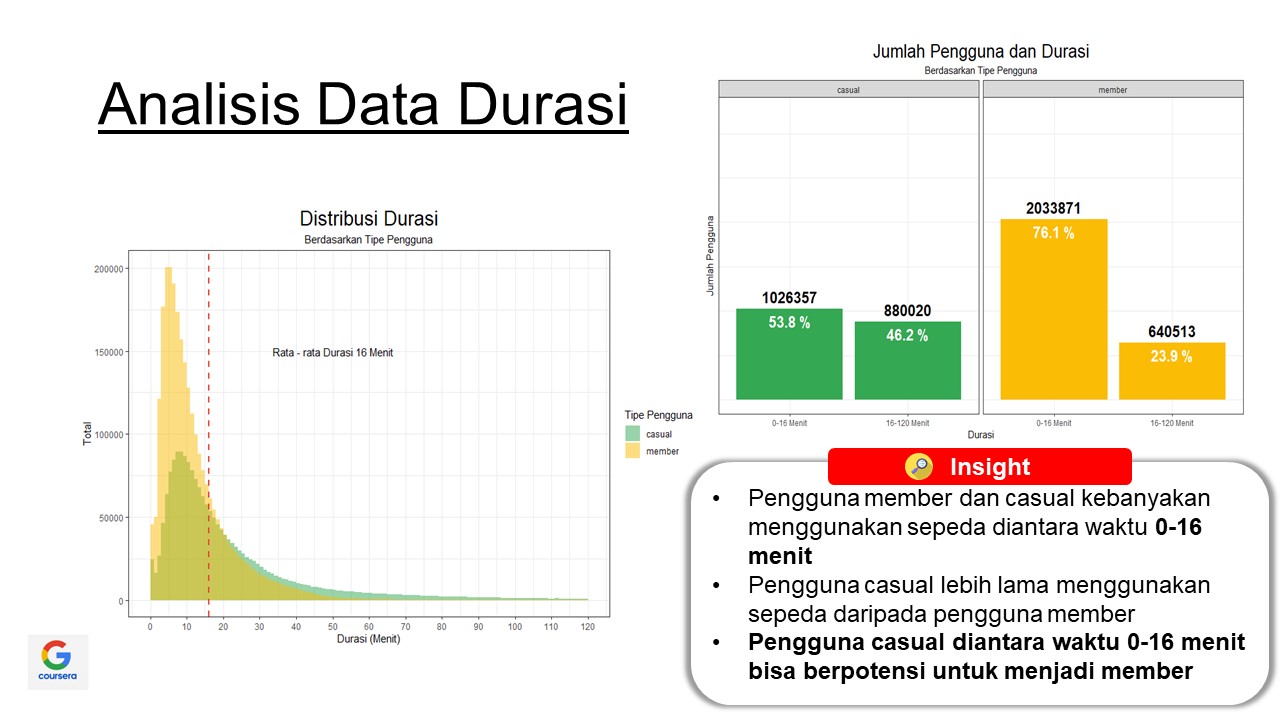 Analisis Data Durasi
Distribusi Durasi
Berdasarkan Tipe Pengguna
Total
200000
150000
100000
50000
0
Rata - rata Durasi 16 Menit
0 10 20 30 40 50 60 70 80 90 100 110 120
Durasi (Menit)
Tipe Pengguna
casual
member
Jumlah Pengguna dan Durasi
Berdasarkan Tipe Pengguna
casual member
Jumlah Pengguna
1026357
53.8 %
880020
46.2 %
2033871
76.1 %
640513
23.9 %
0-16 Menit 16-120 Menit 0-16 Menit 16-120 Menit
Durasi
Insight
• Pengguna member dan casual kebanyakan
menggunakan sepeda diantara waktu 0-16
menit
• Pengguna casual lebih lama menggunakan
sepeda daripada pengguna member
• Pengguna casual diantara waktu 0-16 menit
bisa berpotensi untuk menjadi member
G
coursera